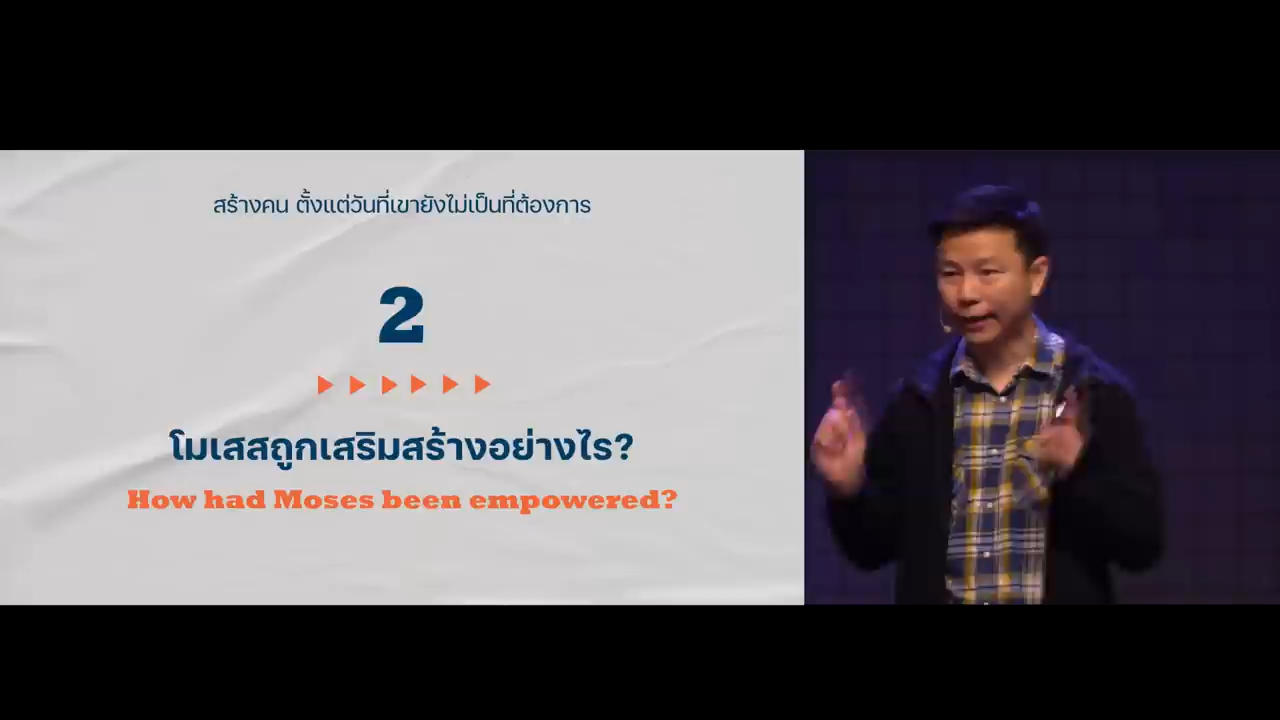 สร้างคน ตั้งแต่วันที่เขายังไม่เป็นที่ต้องการ
2
โมเสสถูกเสริมสร้างอย่างไร?
How had Moses been empowered?